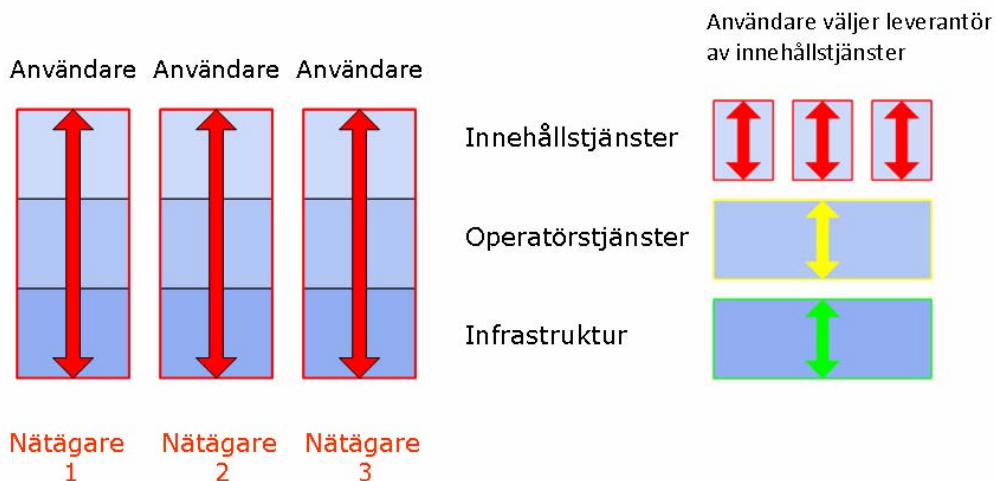 Användare väljer leverantör
av innehållstjänster
Användare Användare Användare
Innehållstjänster
Operatörstjänster
Infrastruktur
Nätägare
1
Nätägare
2
Nätägare
3